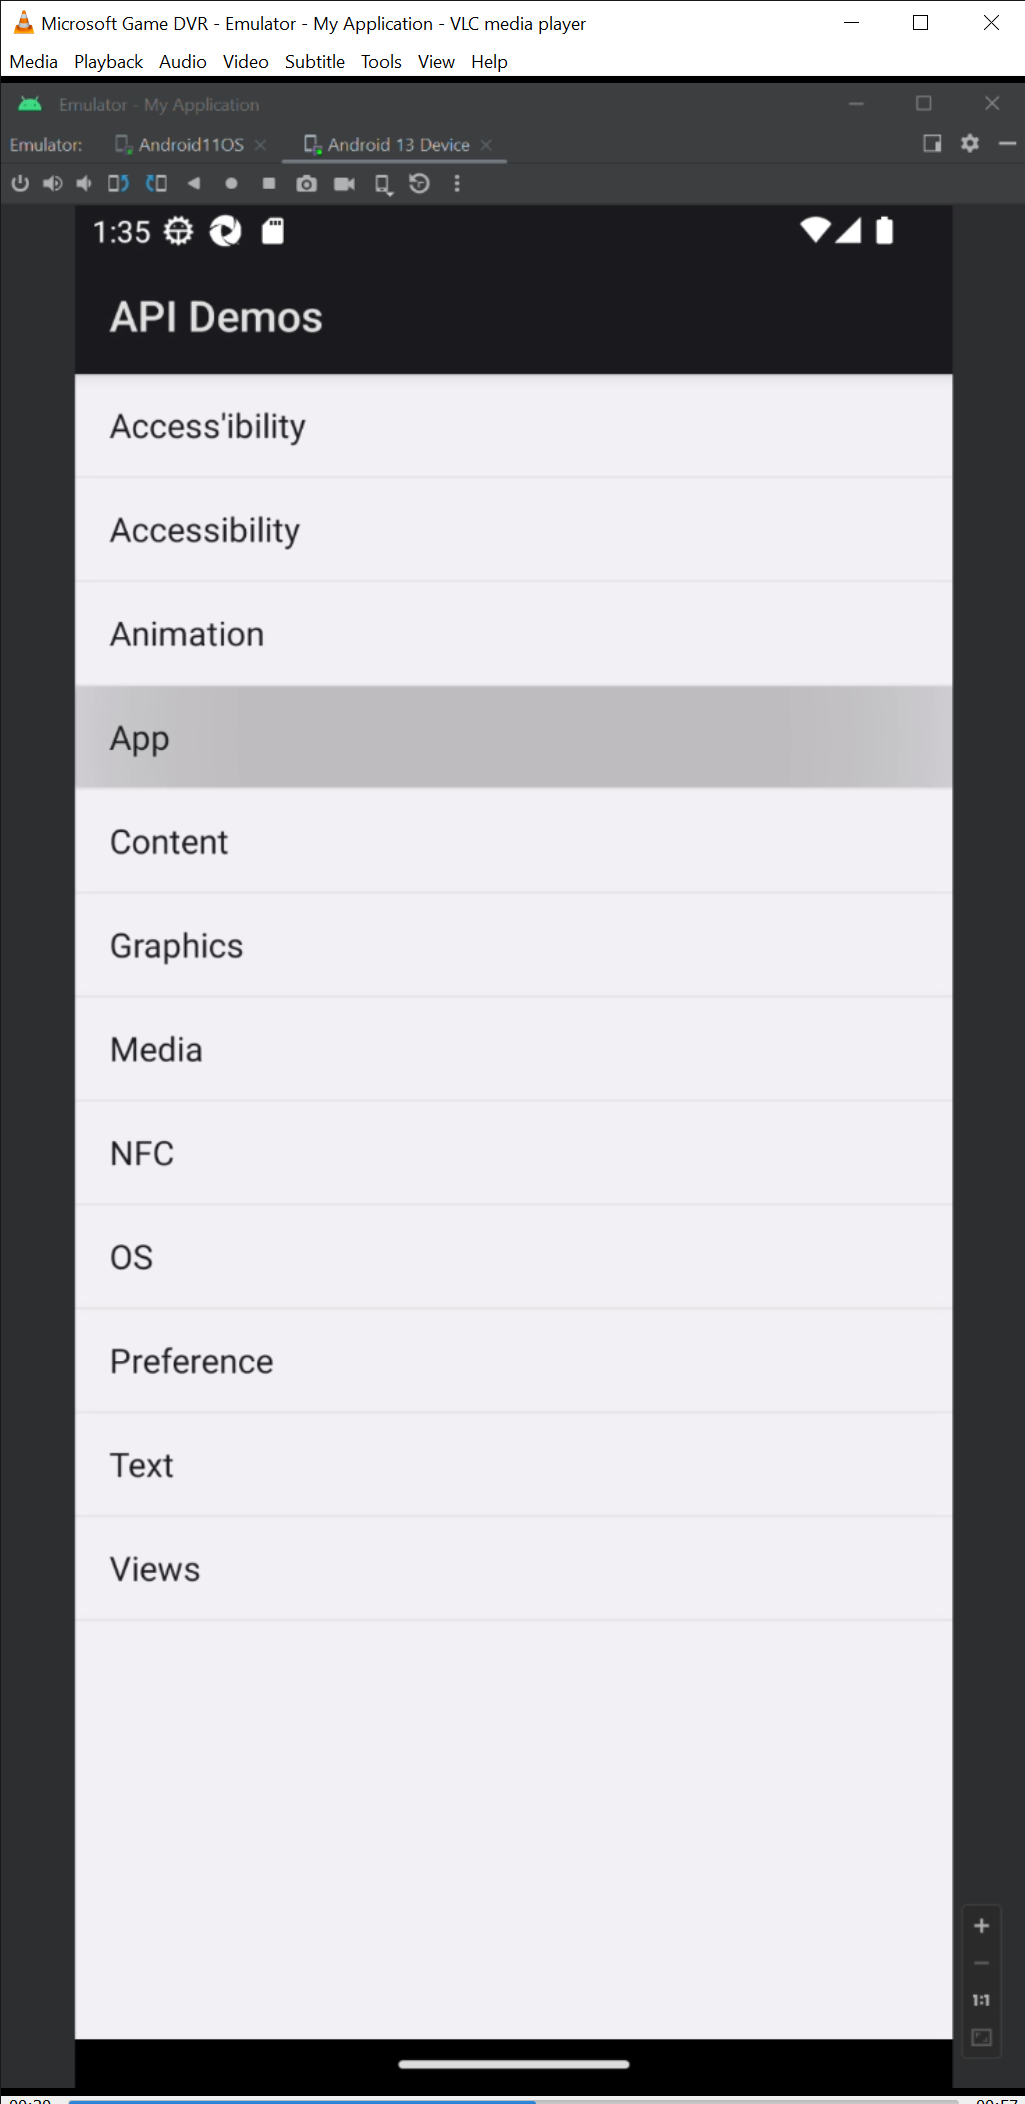 Microsoft Game DVR - Emulator - My Application - VLC media player
Media Playback Audio Video Subtitle Tools View Help
Emulator - My Application
Emulator: Android11OS Android 13 Device
1:35
API Demos
Access'ibility
Accessibility
Animation
App
Content
Graphics
Media
NFC
OS
Preference
Text
Views
1:1